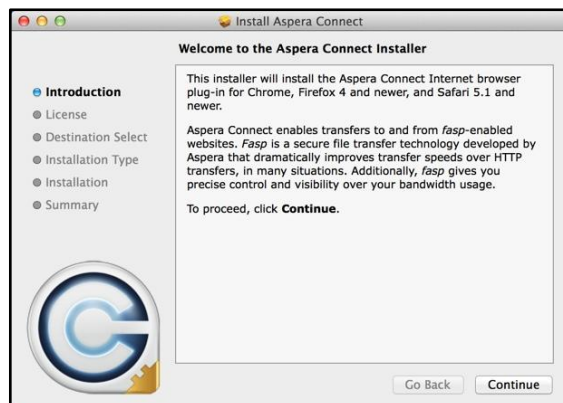 Install Aspera Connect
Welcome to the Aspera Connect Installer
Introduction
License
Destination Select
Installation Type
Installation
Summary
This installer will install the Aspera Connect Internet browser
plug-in for Chrome, Firefox 4 and newer, and Safari 5.1 and
newer.
Aspera Connect enables transfers to and from fasp-enabled
websites. Fasp is a secure file transfer technology developed by
Aspera that dramatically improves transfer speeds over HTTP
transfers, in many situations. Additionally, fasp gives you
precise control and visibility over your bandwidth usage.
To proceed, click Continue.
Go Back
Continue